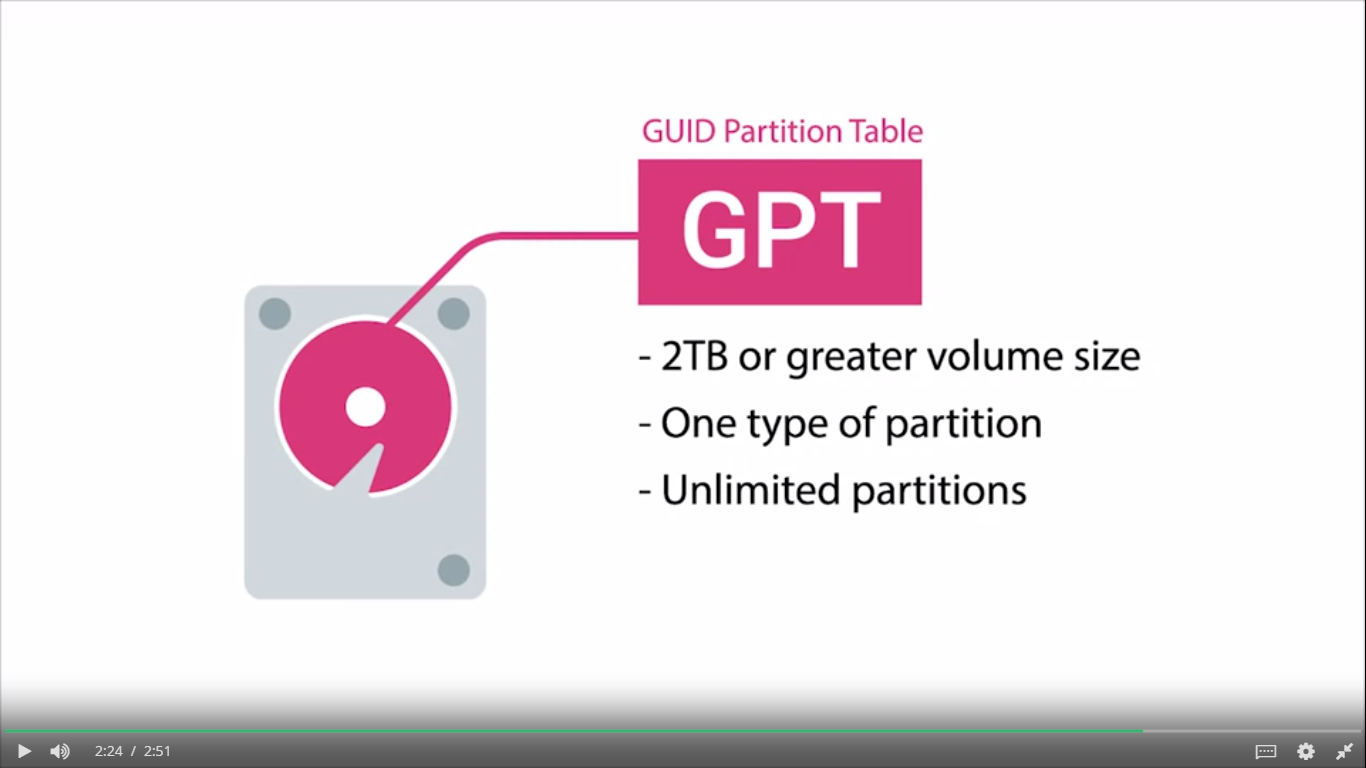 GUID Partition Table
GPT
- 2TB or greater volume size
- One type of partition
- Unlimited partitions
2:24 / 2:51